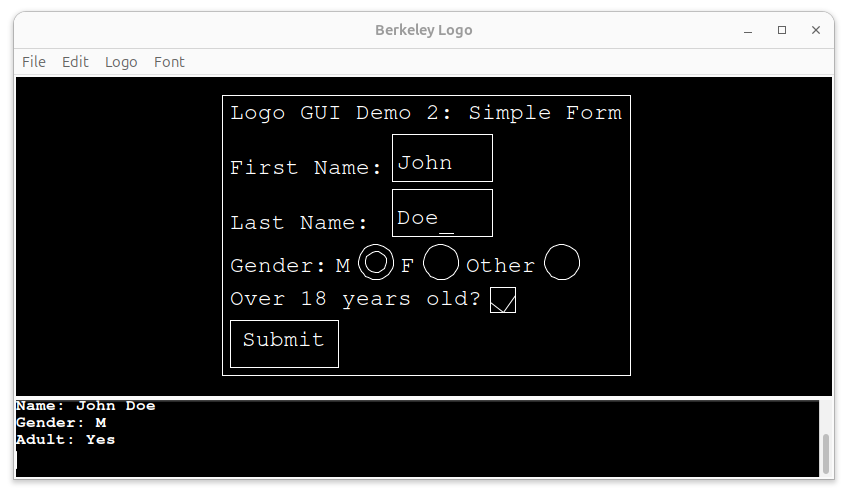 Berkeley Logo
File Edit Logo Font
Logo GUI Demo 2: Simple Form
First Name: John
Last Name: Doe_
Gender: M F Other
Over 18 years old?
Submit
Name: John Doe
Gender: M
Adult: Yes